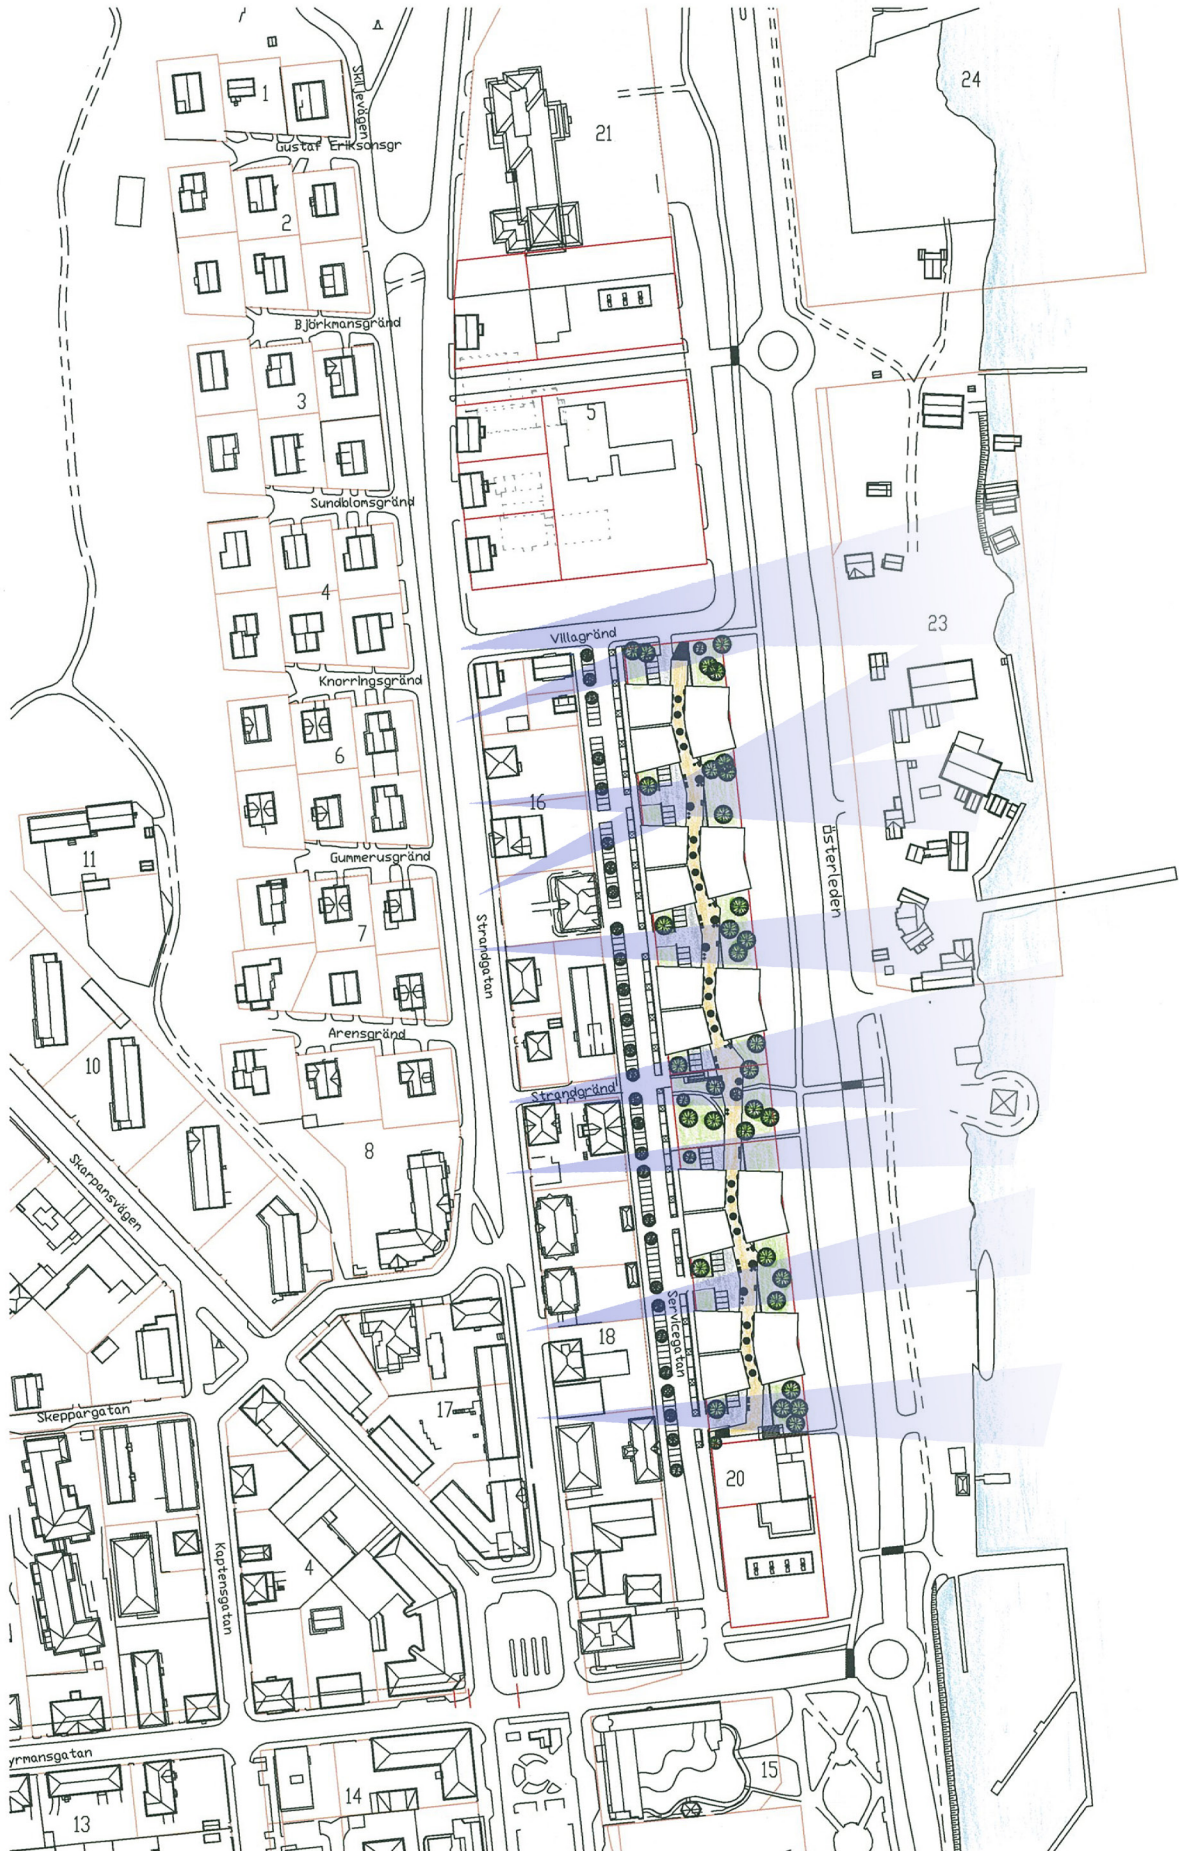 24
Skiljevägen
1
Gustaf Eriksonsgr
21
2
Björkmansgränd
3
5
Sundblomsgränd
4
23
Villagränd
Knorringsgränd
6
16
Österleden
Gummerusgränd
11
7
Strandgatan
Arensgränd
10
Strandgränd
8
Skarpansvägen
Servicegatan
18
17
Skeppargatan
20
Kaptensgatan
4
yrmansgatan
15
14
13